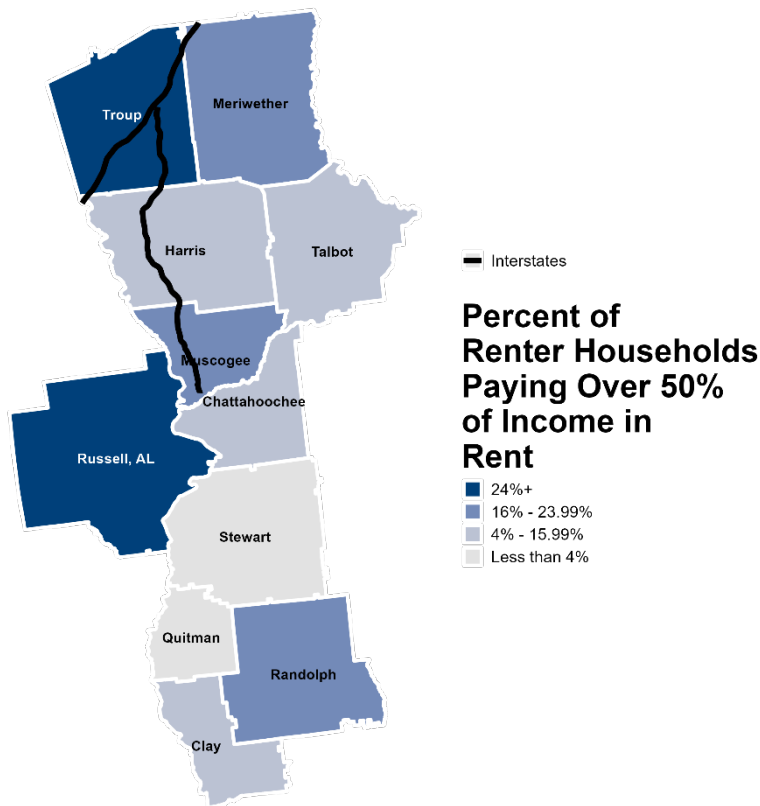 Troup
Meriwether
Harris
Talbot
Muscogee
Chattahoochee
Russell, AL
Stewart
Quitman
Randolph
Clay
Interstates
Percent of
Renter Households
Paying Over 50%
of Income in
Rent
24%+
16% - 23.99%
4% - 15.99%
Less than 4%